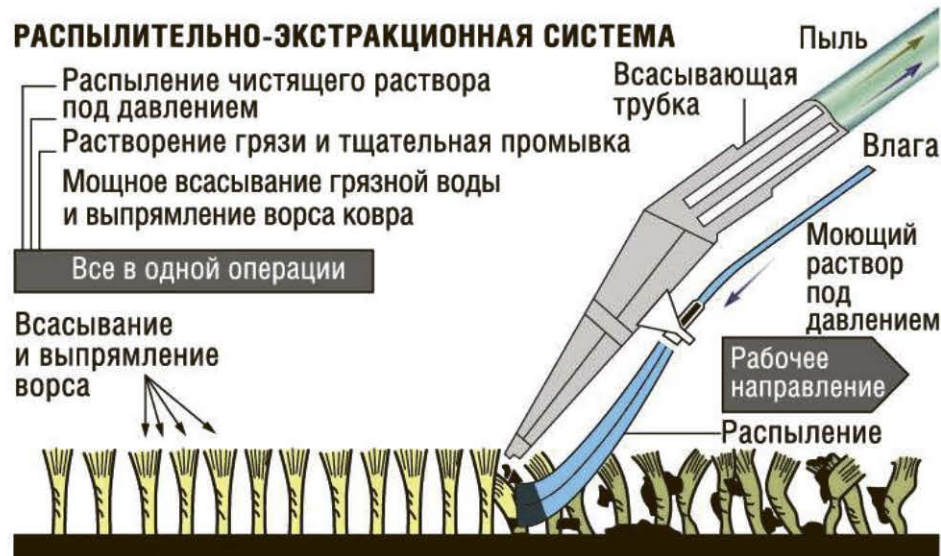 РАСПЫЛИТЕЛЬНО-ЭКСТРАКЦИОННАЯ СИСТЕМА
Распыление чистящего раствора
под давлением
Растворение грязи и тщательная промывка
Мощное всасывание грязной воды
и выпрямление ворса ковра
Все в одной операции
Всасывание
и выпрямление
ворса
Пыль
Всасывающая
трубка
Влага
Моющий
раствор
под
давлением
Рабочее
направление
Распыление